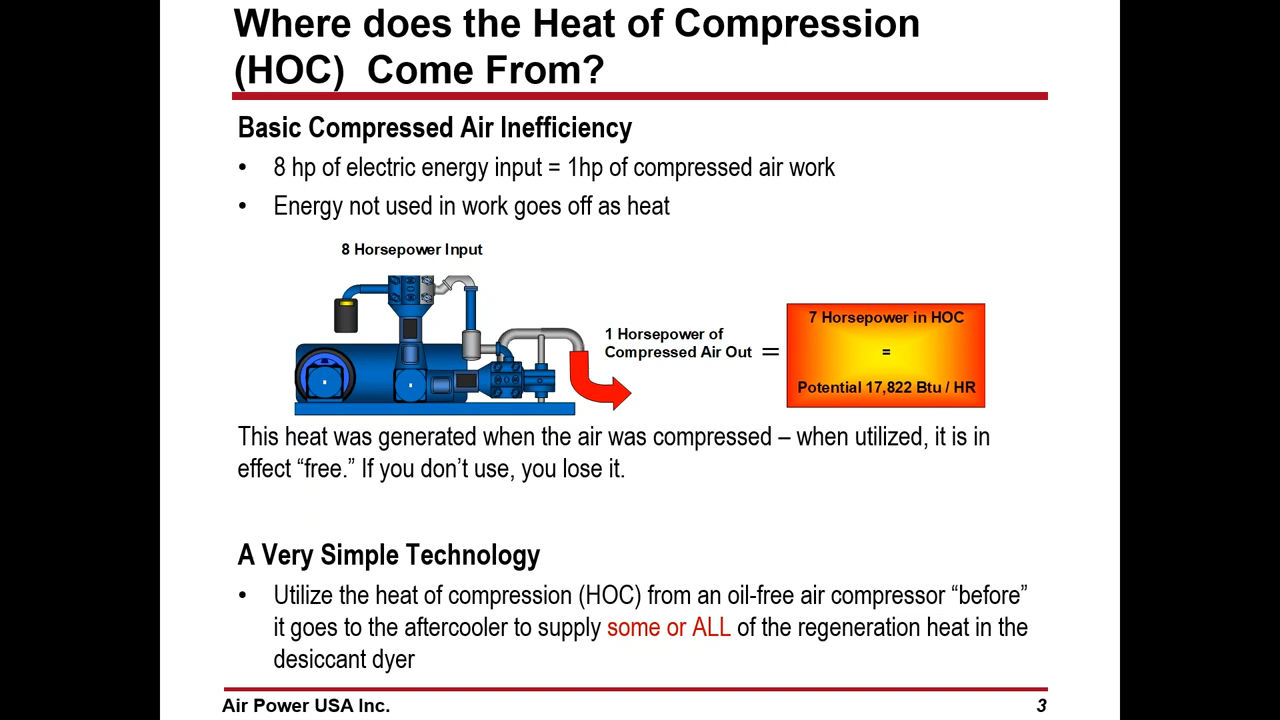 Where does the Heat of Compression
(HOC) Come From?
Basic Compressed Air Inefficiency
• 8 hp of electric energy input = 1hp of compressed air work
• Energy not used in work goes off as heat
8 Horsepower Input
1 Horsepower of
Compressed Air Out
=
7 Horsepower in HOC
=
Potential 17,822 Btu / HR
This heat was generated when the air was compressed – when utilized, it is in
effect “free.” If you don’t use, you lose it.
A Very Simple Technology
• Utilize the heat of compression (HOC) from an oil-free air compressor “before”
it goes to the aftercooler to supply some or ALL of the regeneration heat in the
desiccant dyer
Air Power USA Inc.
3